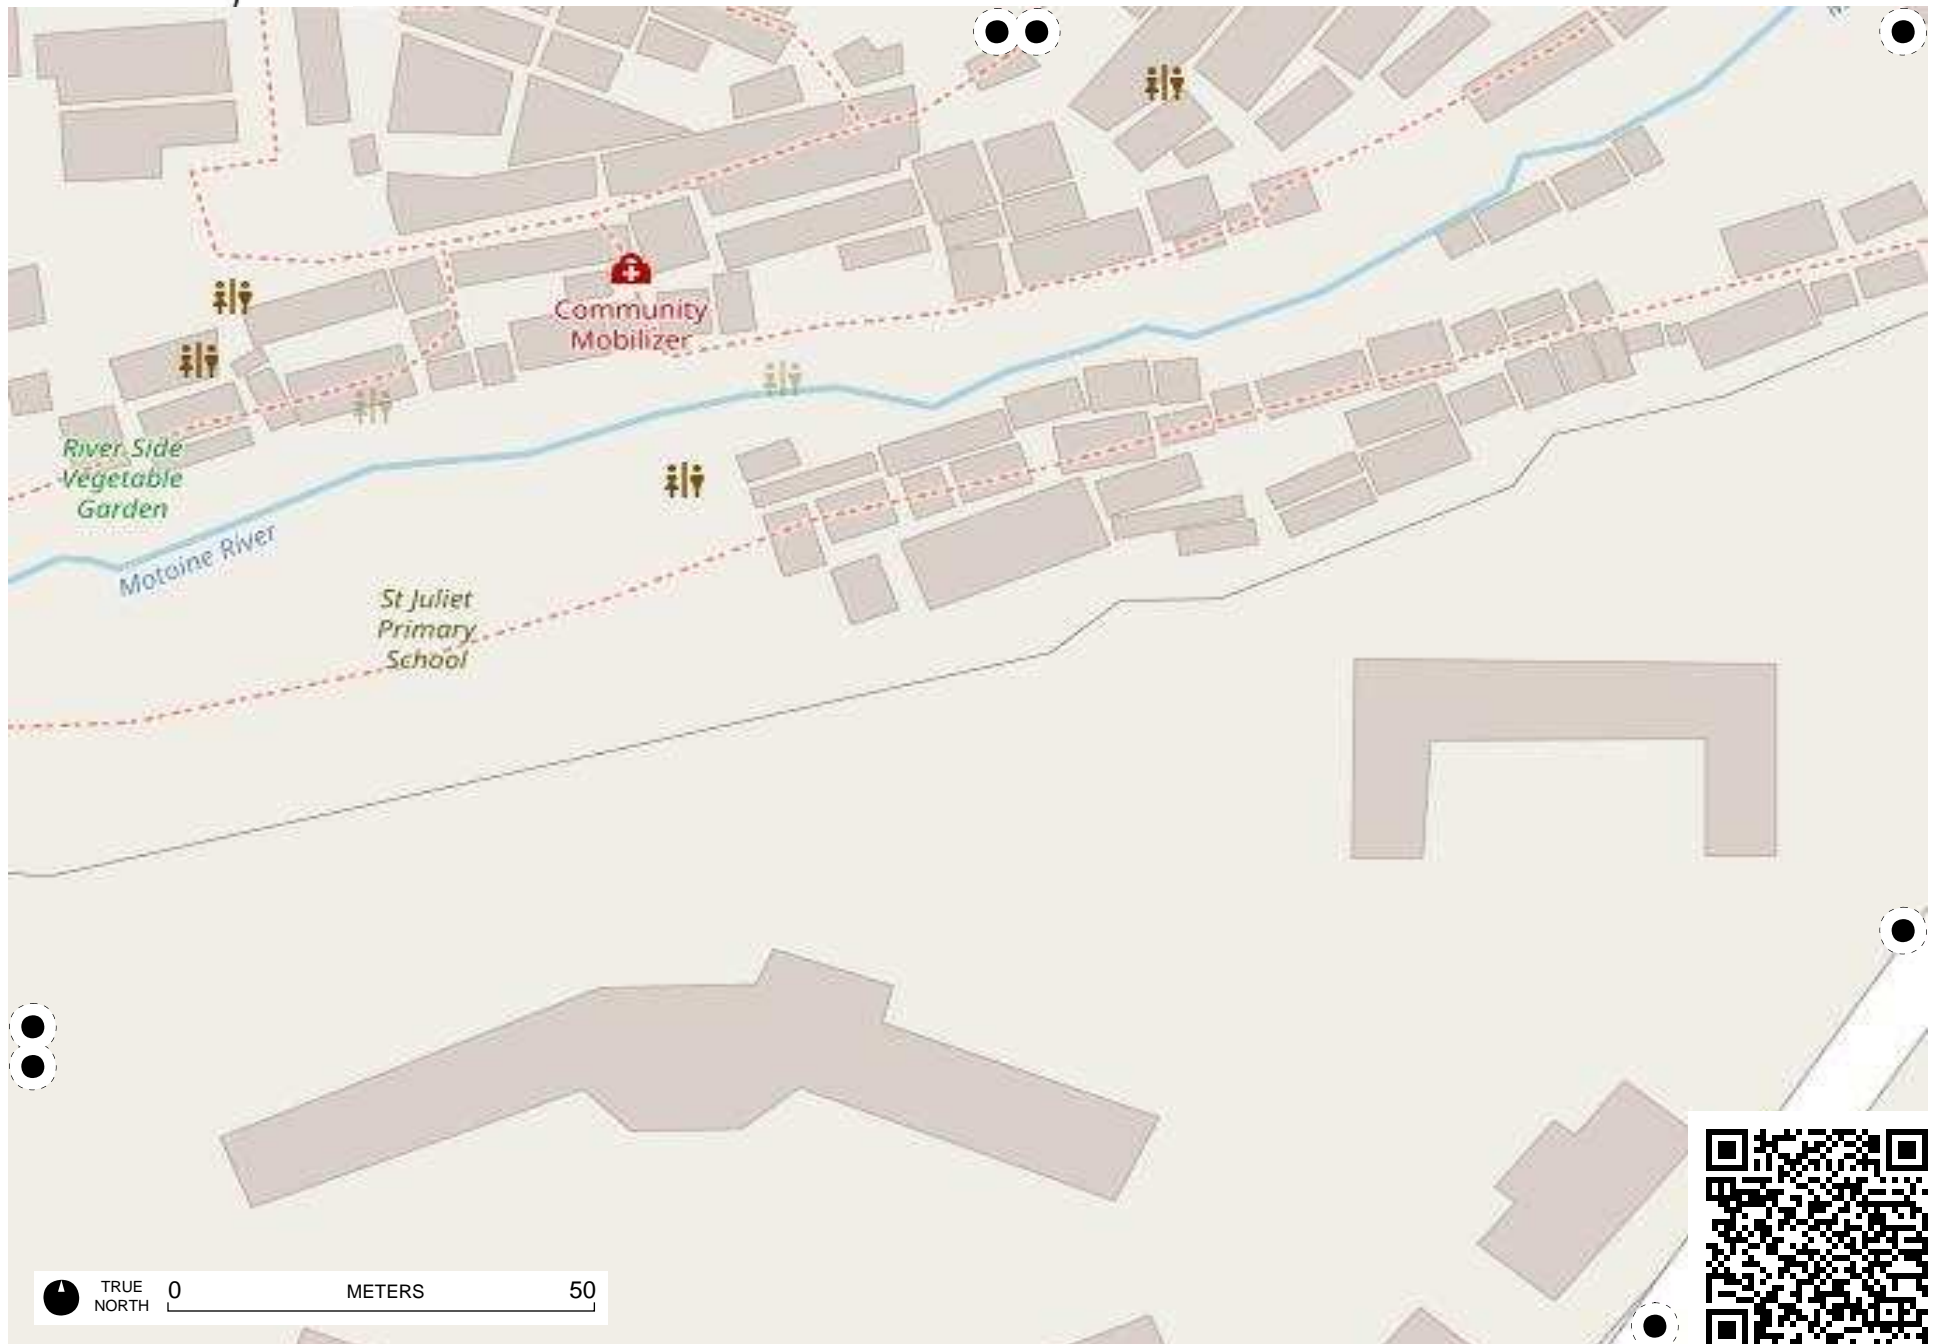 Community
Mobilizer
River Side
Vegetable
Garden
Motoine River
St Juliet
Primary
School
TRUE
NORTH
0
METERS
50